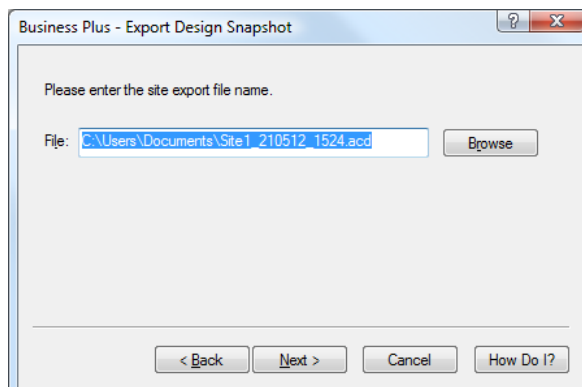 Business Plus - Export Design Snapshot
Please enter the site export file name.
File: C:\Users\Documents\Site1_210512_1524.acd Browse
< Back Next > Cancel How Do I?